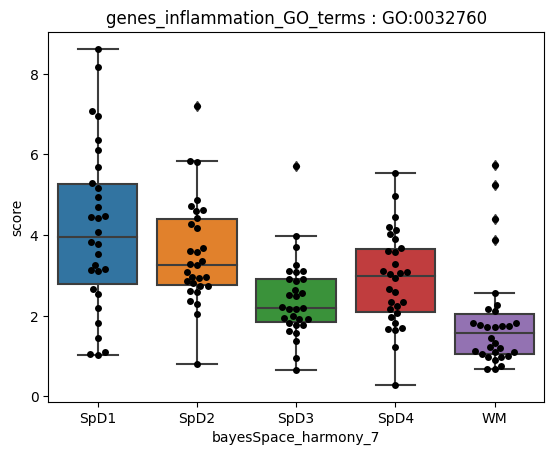 genes_inflammation_GO_terms : GO:0032760
score
8
6
4
2
0
SpD1 SpD2 SpD3 SpD4 WM
bayesSpace_harmony_7